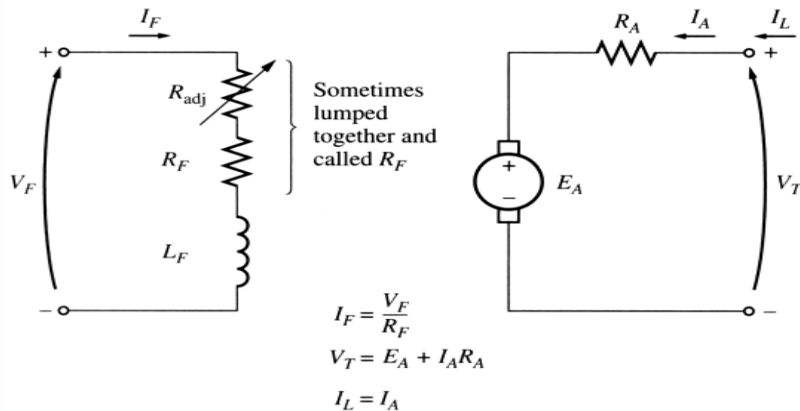 I_F
+
R_adj
R_F
V_F
L_F
−
Sometimes
lumped
together and
called R_F
R_A
I_A
I_L
+
+
−
E_A
V_T
−
I_F = V_F / R_F
V_T = E_A + I_A R_A
I_L = I_A